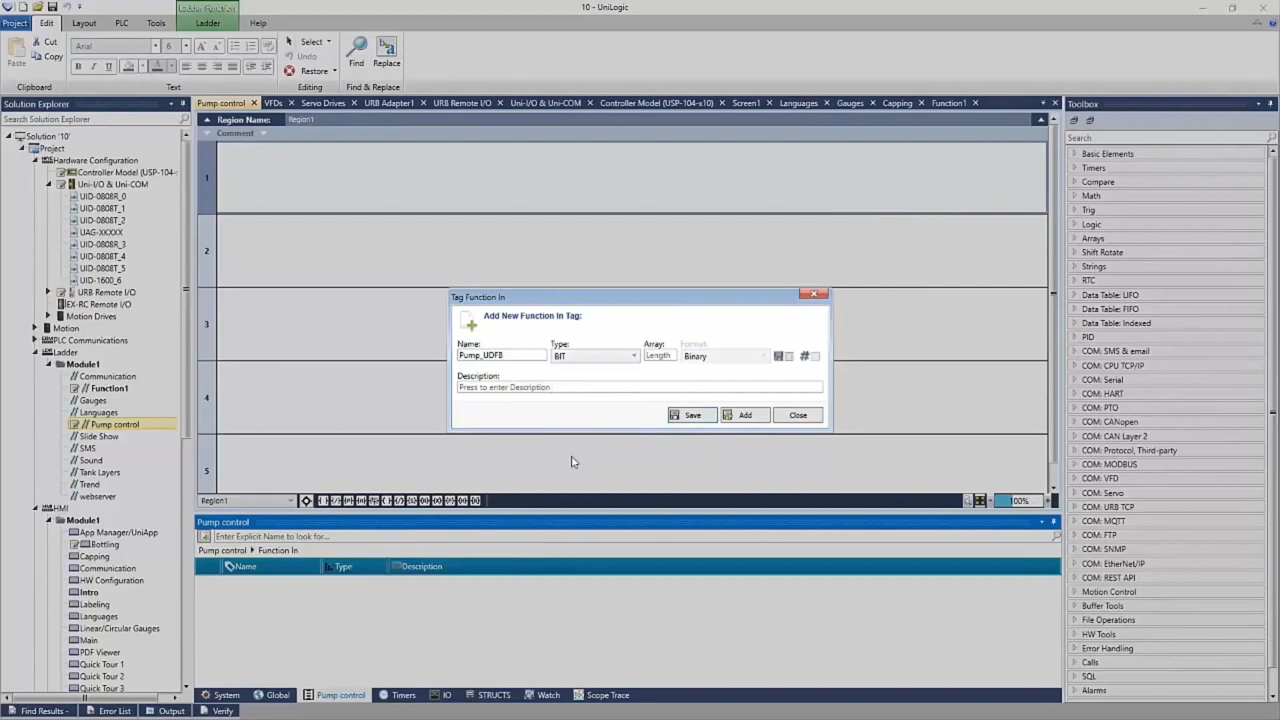 Ladder Function
10 - UniLogic
Project Edit Layout PLC Tools Ladder Help
Paste Cut Copy
Arial 6
Select Undo Restore
Find Replace
Clipboard Text Editing Find & Replace
Solution Explorer
Search Solution Explorer
Solution '10'
Project
Hardware Configuration
Controller Model (USP-104-
Uni-I/O & Uni-COM
UID-0808R_0
UID-0808T_1
UID-0808T_2
UAG-XKXXX
UID-0808R_3
UID-0808T_4
UID-0808T_5
UID-1600_6
URB Remote I/O
EX-RC Remote I/O
Motion Drives
Motion
PLC Communications
Ladder
Module1
Communication
Function1
Gauges
Languages
Pump control
Slide Show
SMS
Sound
Tank Layers
Trend
webserver
HMI
Module1
App Manager/UniApp
Bottling
Capping
Communication
HW Configuration
Intro
Labeling
Languages
Linear/Circular Gauges
Main
PDF Viewer
Quick Tour 1
Quick Tour 2
Quick Tour 3
Pump control VFDs Servo Drives URB Adapter1 URB Remote I/O Uni-I/O & Uni-COM Controller Model (USP-104-x10) Screen1 Languages Gauges Capping Function1
Region Name: Region1
Comment
1
2
3
4
5
Tag Function In
Add New Function In Tag:
Name: Type: Array: Format:
Pump_UDFB BIT Length Binary #
Description:
Press to enter Description
Save Add Close
Region1 100%
Pump control
Enter Explicit Name to look for...
Pump control Function In
Name Type Description
System Global Pump control Timers IO STRUCTS Watch Scope Trace
Find Results - Error List Output Verify
Toolbox
Search
Basic Elements
Timers
Compare
Math
Trig
Logic
Arrays
Shift Rotate
Strings
RTC
Data Table: LIFO
Data Table: FIFO
Data Table: Indexed
PID
COM: SMS & email
COM: CPU TCP/IP
COM: Serial
COM: HART
COM: PTO
COM: CANopen
COM: CAN Layer 2
COM: Protocol, Third-party
COM: MODBUS
COM: VFD
COM: Servo
COM: URB TCP
COM: MQTT
COM: FTP
COM: SNMP
COM: EtherNet/IP
COM: REST API
Motion Control
Buffer Tools
File Operations
HW Tools
Error Handling
Calls
SQL
Alarms